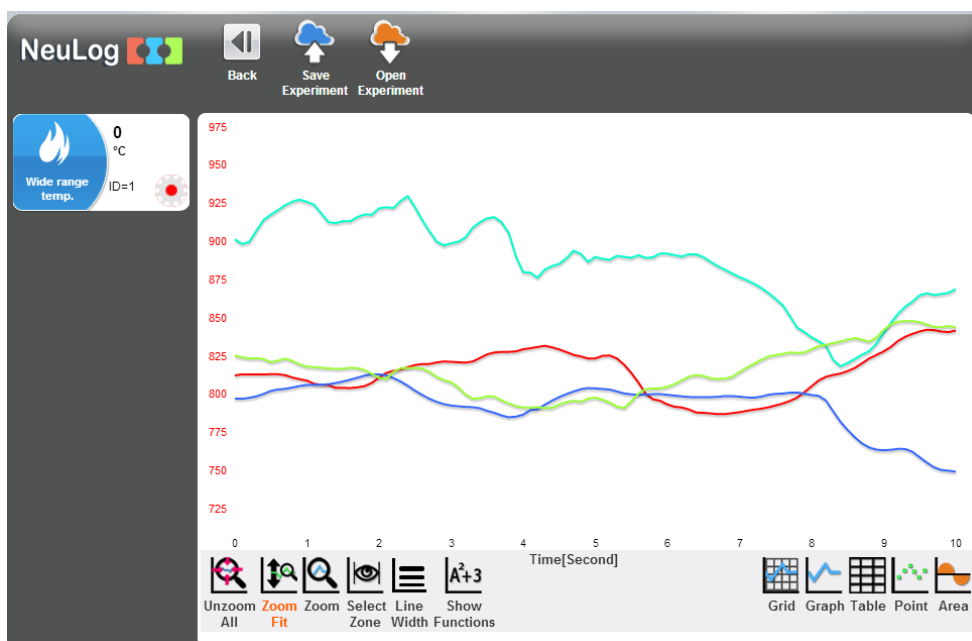 NeuLog
Back
Save
Experiment
Open
Experiment
0
°C
Wide range
temp.
ID=1
975
950
925
900
875
850
825
800
775
750
725
0 1 2 3 4 5 6 7 8 9 10
Time[Second]
Unzoom
All
Zoom
Fit
Zoom
Select
Zone
Line
Width
A²+3
Show
Functions
Grid
Graph
Table
Point
Area